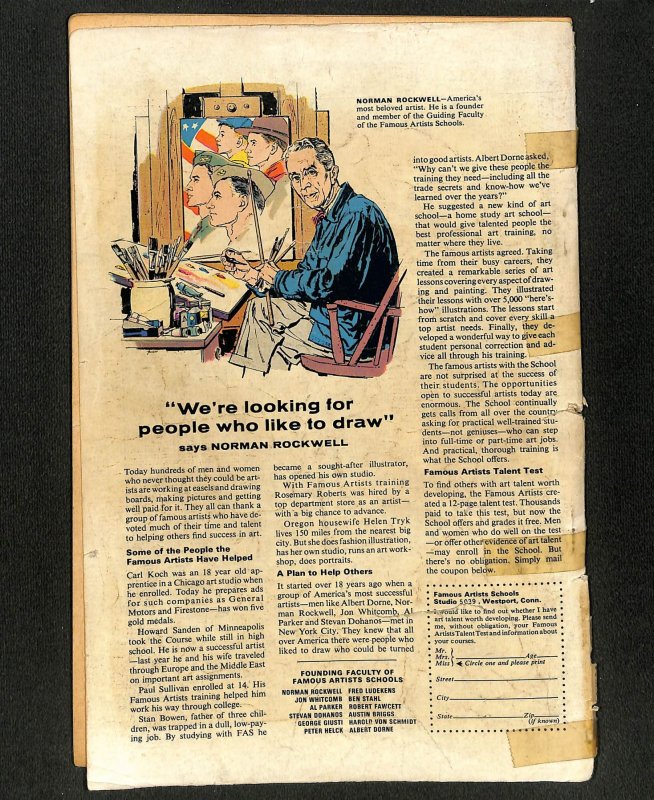 NORMAN ROCKWELL—America's
most beloved artist. He is a founder
and member of the Guiding Faculty
of the Famous Artists Schools.
"We're looking for
people who like to draw"
says NORMAN ROCKWELL
Today hundreds of men and women
who never thought they could be art-
ists are working at easels and drawing
boards, making pictures and getting
well paid for it. They all can thank a
group of famous artists who have de-
voted much of their time and talent
to helping others find success in art.
Some of the People the
Famous Artists Have Helped
Carl Koch was an 18 year old ap-
prentice in a Chicago art studio when
he enrolled. Today he prepares ads
for such companies as General
Motors and Firestone—has won five
gold medals.
Howard Sanden of Minneapolis
took the Course while still in high
school. He is now a successful artist
—last year he and his wife traveled
through Europe and the Middle East
on important art assignments.
Paul Sullivan enrolled at 14. His
Famous Artists training helped him
work his way through college.
Stan Bowen, father of three chil-
dren, was trapped in a dull, low-pay-
ing job. By studying with FAS he
became a sought-after illustrator,
has opened his own studio.
With Famous Artists training
Rosemary Roberts was hired by a
top department store as an artist—
with a big chance to advance.
Oregon housewife Helen Tryk
lives 150 miles from the nearest big
city. But she does fashion illustration,
has her own studio, runs an art work-
shop, does portraits.
A Plan to Help Others
It started over 18 years ago when a
group of America's most successful
artists—men like Albert Dorne, Nor-
man Rockwell, Jon Whitcomb, Al
Parker and Stevan Dohanos—met in
New York City. They knew that all
over America there were people who
liked to draw who could be turned
FOUNDING FACULTY OF
FAMOUS ARTISTS SCHOOLS
NORMAN ROCKWELL FRED LUDEKENS
JON WHITCOMB BEN STAHL
AL PARKER ROBERT FAWCETT
STEVAN DOHANOS AUSTIN BRIGGS
GEORGE GIUSTI HAROLD VON SCHMIDT
PETER HELCK ALBERT DORNE
into good artists. Albert Dorne asked,
"Why can't we give these people the
training they need—including all the
trade secrets and know-how we've
learned over the years?"
He suggested a new kind of art
school—a home study art school—
that would give talented people the
best professional art training, no
matter where they live.
The famous artists agreed. Taking
time from their busy careers, they
created a remarkable series of art
lessons covering every aspect of draw-
ing and painting. They illustrated
their lessons with over 5,000 "here's-
how" illustrations. The lessons start
from scratch and cover every skill a
top artist needs. Finally, they de-
veloped a wonderful way to give each
student personal correction and ad-
vice all through his training.
The famous artists with the School
are not surprised at the success of
their students. The opportunities
open to successful artists today are
enormous. The School continually
gets calls from all over the country
asking for practical well-trained stu-
dents—not geniuses—who can step
into full-time or part-time art jobs.
And practical, thorough training is
what the School offers.
Famous Artists Talent Test
To find others with art talent worth
developing, the Famous Artists cre-
ated a 12-page talent test. Thousands
paid to take this test, but now the
School offers and grades it free. Men
and women who do well on the test
—or offer other evidence of art talent
—may enroll in the School. But
there's no obligation. Simply mail
the coupon below.
Famous Artists Schools
Studio 5039, Westport, Conn.
I would like to find out whether I have
art talent worth developing. Please send
me, without obligation, your Famous
Artists Talent Test and information about
your courses.
Mr.
Mrs. Age
Miss Circle one and please print
Street
City
State Zip
(if known)